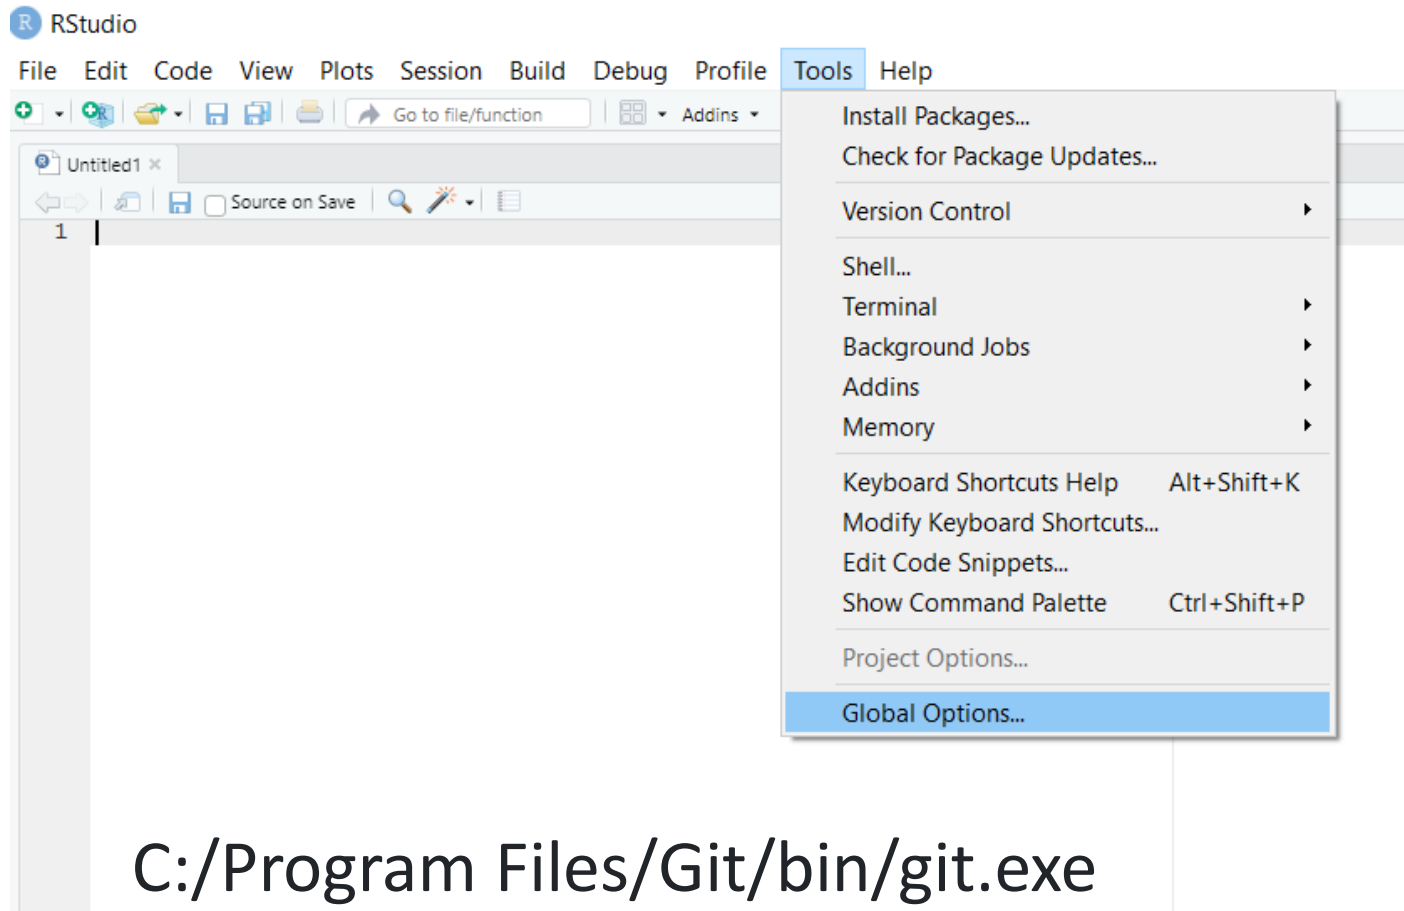 RStudio
File Edit Code View Plots Session Build Debug Profile Tools Help
Go to file/function Addins
Untitled1
Source on Save
1
Install Packages...
Check for Package Updates...
Version Control
Shell...
Terminal
Background Jobs
Addins
Memory
Keyboard Shortcuts Help Alt+Shift+K
Modify Keyboard Shortcuts...
Edit Code Snippets...
Show Command Palette Ctrl+Shift+P
Project Options...
Global Options...
C:/Program Files/Git/bin/git.exe